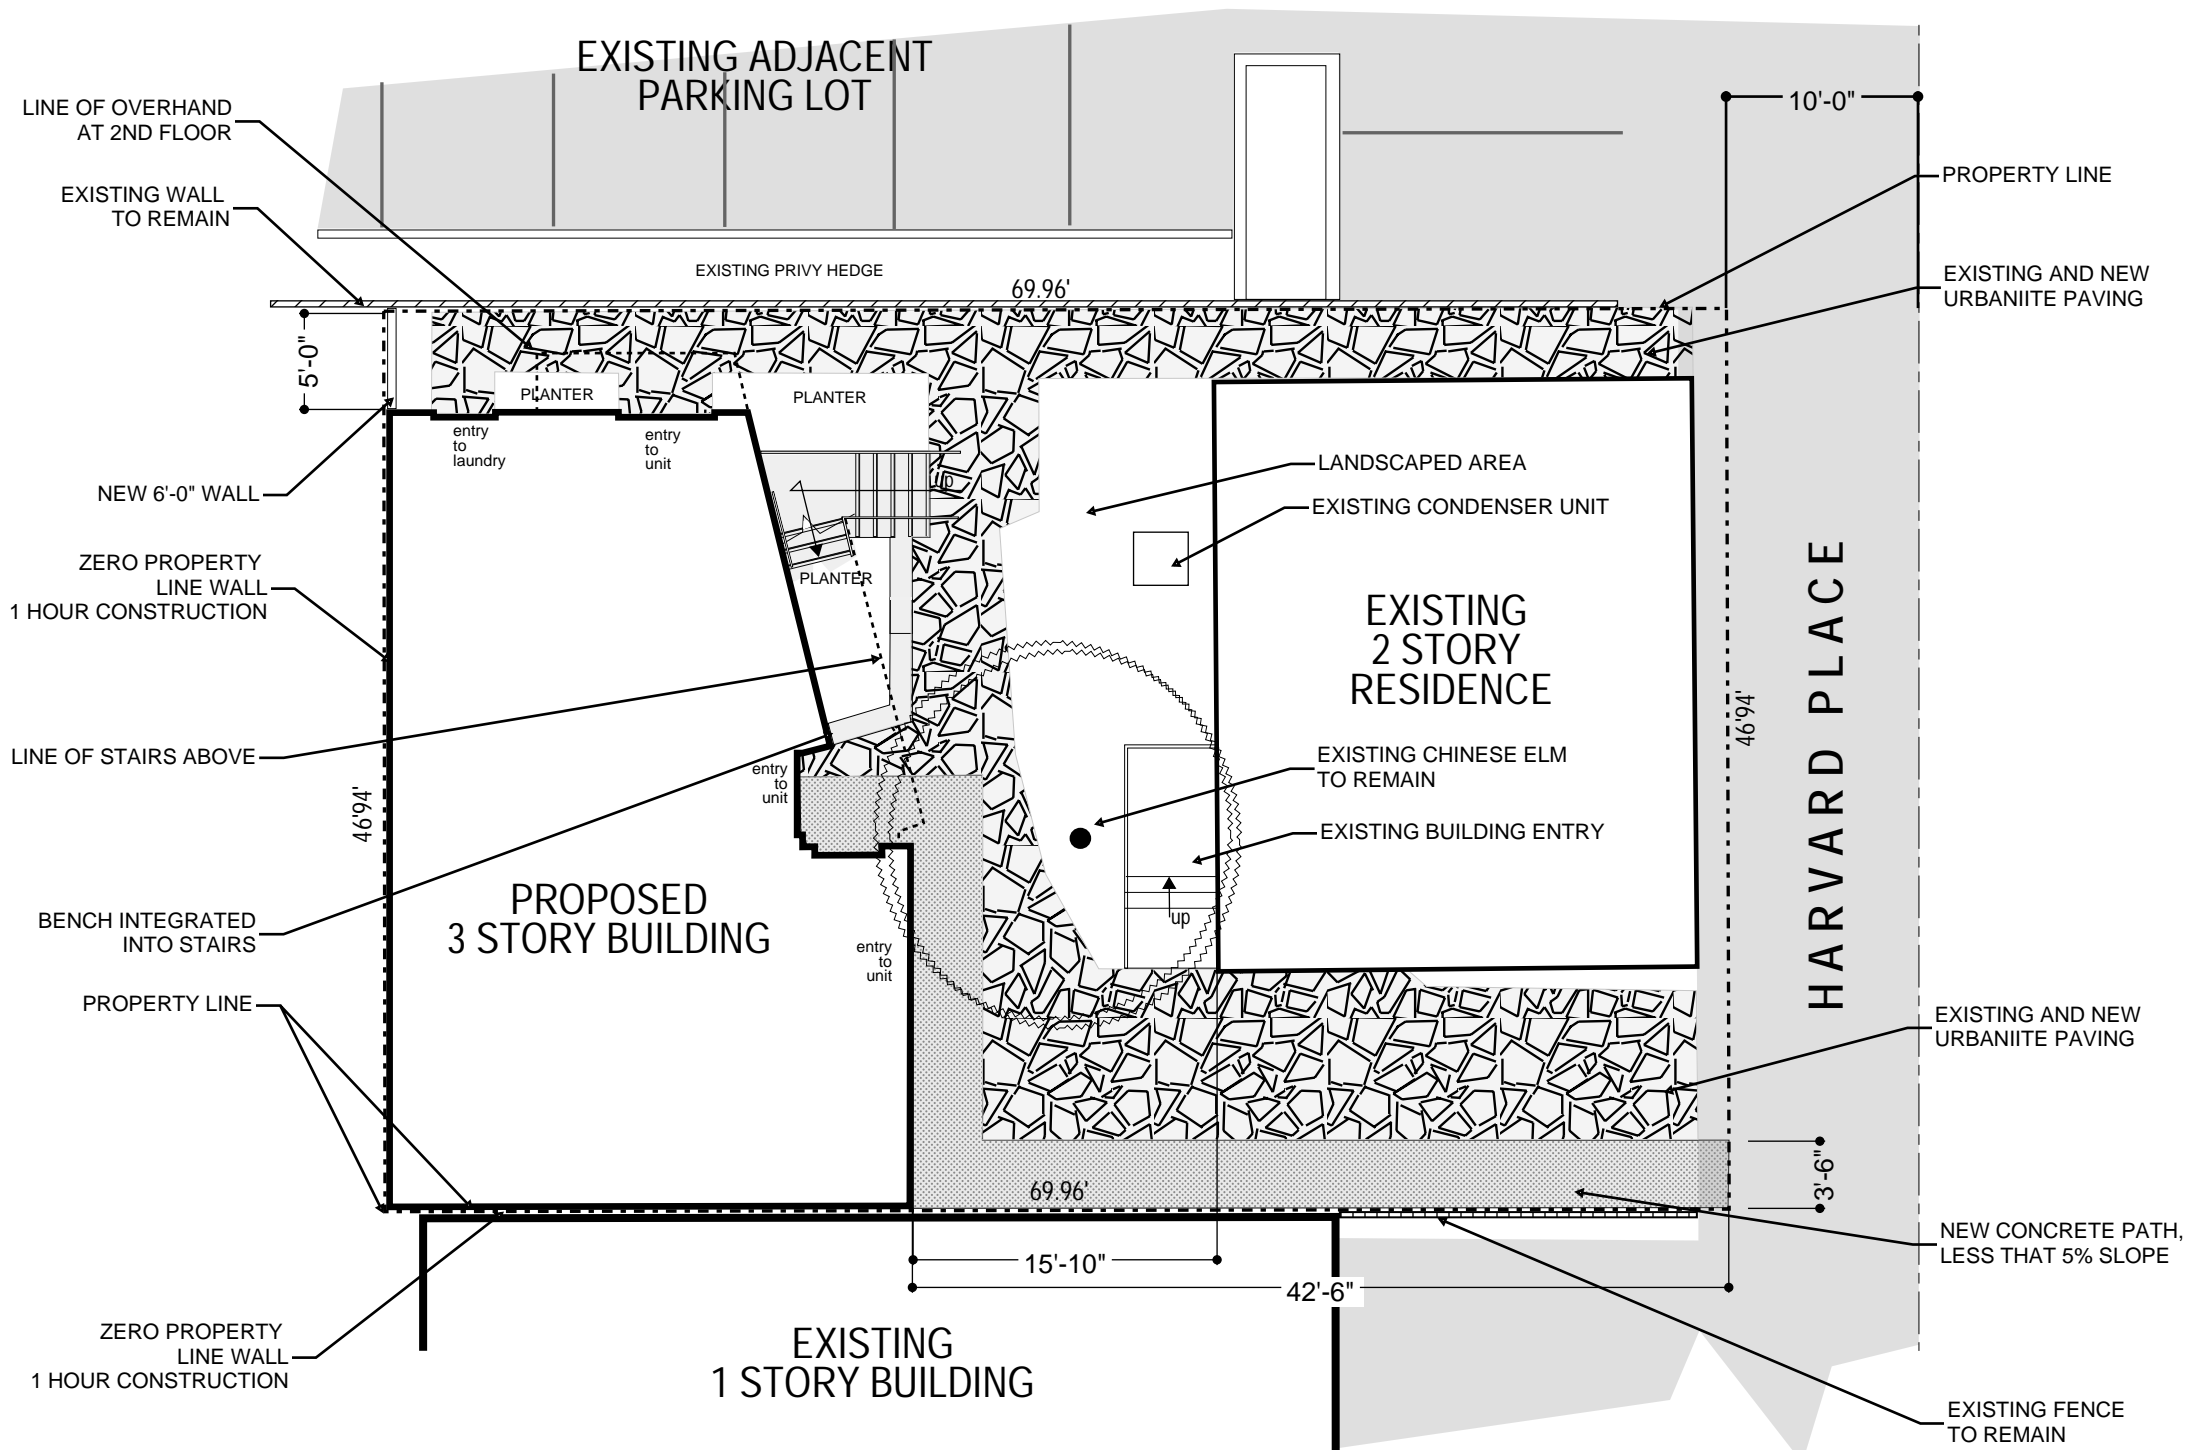 EXISTING ADJACENT
PARKING LOT
LINE OF OVERHAND
AT 2ND FLOOR
10'-0"
PROPERTY LINE
EXISTING WALL
TO REMAIN
EXISTING PRIVY HEDGE
69.96'
EXISTING AND NEW
URBANIITE PAVING
5'-0"
PLANTER
PLANTER
entry
to
laundry
entry
to
unit
LANDSCAPED AREA
up
NEW 6'-0" WALL
EXISTING CONDENSER UNIT
ZERO PROPERTY
LINE WALL
1 HOUR CONSTRUCTION
PLANTER
EXISTING
2 STORY
RESIDENCE
HARVARD PLACE
46'94'
LINE OF STAIRS ABOVE
entry
to
unit
EXISTING CHINESE ELM
TO REMAIN
46'94'
EXISTING BUILDING ENTRY
PROPOSED
3 STORY BUILDING
up
BENCH INTEGRATED
INTO STAIRS
entry
to
unit
PROPERTY LINE
EXISTING AND NEW
URBANIITE PAVING
3'-6"
69.96'
NEW CONCRETE PATH,
LESS THAT 5% SLOPE
15'-10"
42'-6"
ZERO PROPERTY
LINE WALL
1 HOUR CONSTRUCTION
EXISTING
1 STORY BUILDING
EXISTING FENCE
TO REMAIN